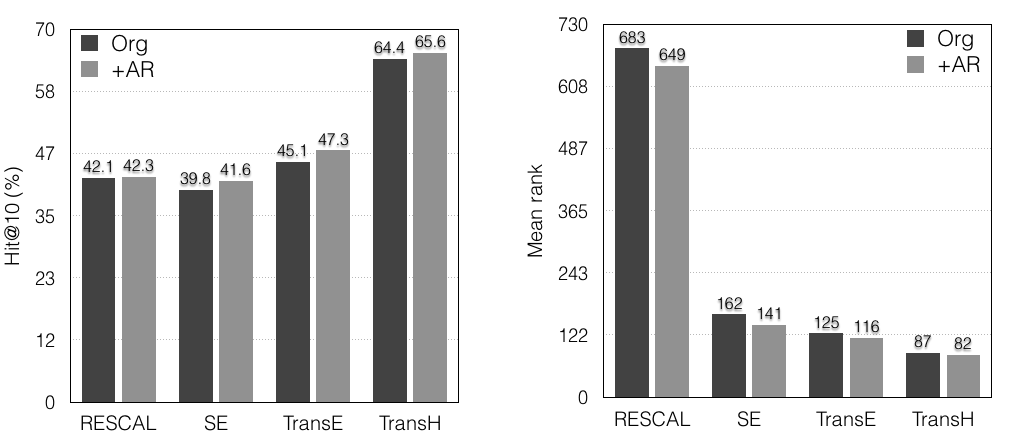 Hit@10 (%)
70
58
47
35
23
12
0
Org
+AR
42.1 42.3
39.8 41.6
45.1 47.3
64.4 65.6
RESCAL SE TransE TransH
Mean rank
730
608
487
365
243
122
0
Org
+AR
683 649
162 141
125 116
87 82
RESCAL SE TransE TransH